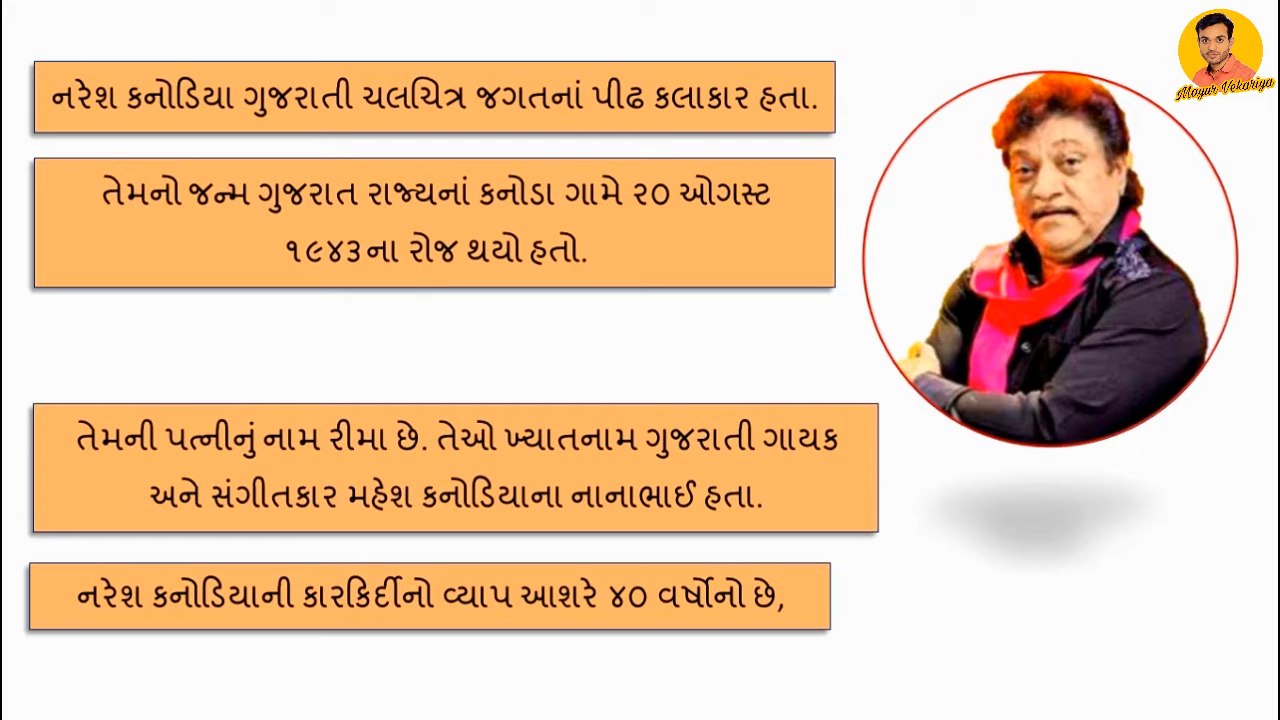 નરેશ કનોડિયા ગુજરાતી ચલચિત્ર જગતનાં પીઢ કલાકાર હતા.
તેમનો જન્મ ગુજરાત રાજ્યનાં કનોડા ગામે ૨૦ ઓગસ્ટ
૧૯૪૩ના રોજ થયો હતો.
તેમની પત્નીનું નામ રીમા છે. તેઓ ખ્યાતનામ ગુજરાતી ગાયક
અને સંગીતકાર મહેશ કનોડિયાના નાનાભાઈ હતા.
નરેશ કનોડિયાની કારકિર્દીનો વ્યાપ આશરે ૪૦ વર્ષોનો છે,
Mayur Vekariya